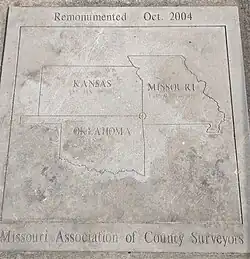 Remonumented Oct. 2004
KANSAS
MISSOURI
OKLAHOMA
Missouri Association of County Surveyors